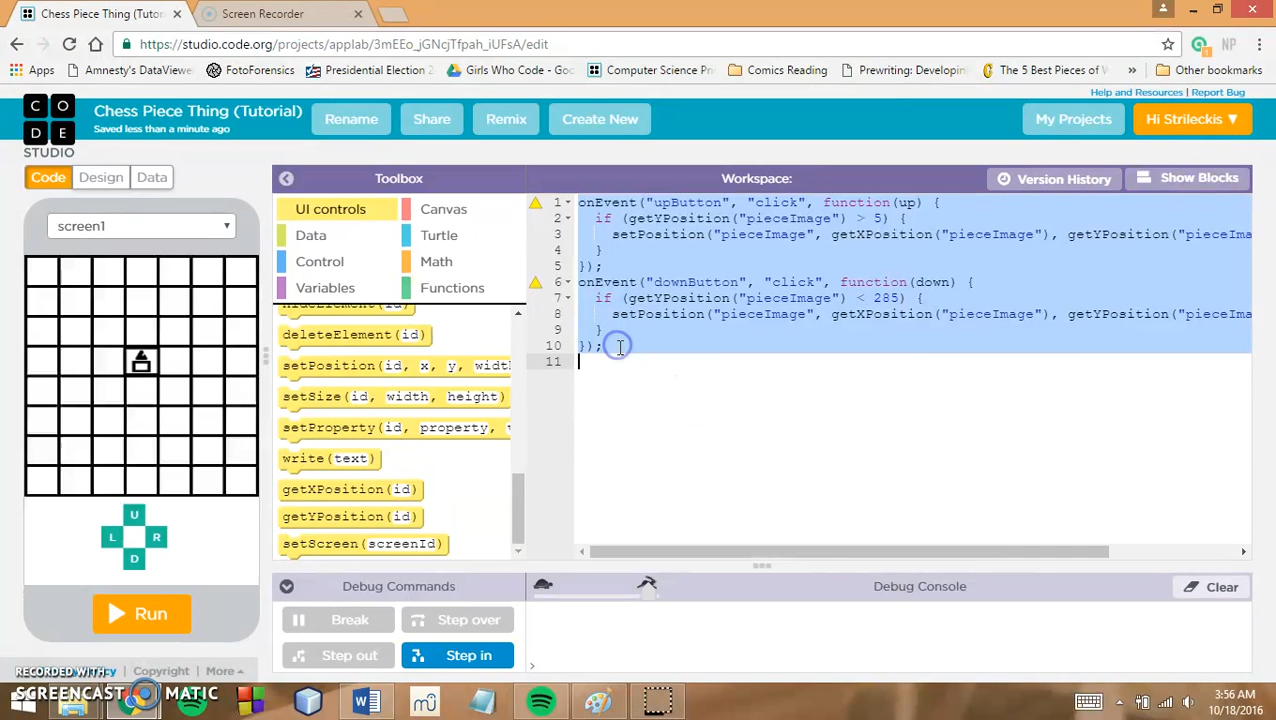 Chess Piece Thing (Tutor
Screen Recorder
https://studio.code.org/projects/applab/3mEEo_jGNcjTfpah_iUFsA/edit
1
NP
Apps
Amnesty's DataViewer
FotoForensics
Presidential Election 2
Girls Who Code - Goo
Computer Science Pri
Comics Reading
Prewriting: Developin
The 5 Best Pieces of W
»
Other bookmarks
Help and Resources | Report Bug
C O
D E
STUDIO
Chess Piece Thing (Tutorial)
Saved less than a minute ago
Rename
Share
Remix
Create New
My Projects
Hi Strileckis ▼
Code
Design
Data
Toolbox
Workspace:
Version History
Show Blocks
screen1
UI controls
Canvas
Data
Turtle
Control
Math
Variables
Functions
hideElement(id)
deleteElement(id)
setPosition(id, x, y, width
setSize(id, width, height)
setProperty(id, property, v
write(text)
getXPosition(id)
getYPosition(id)
setScreen(screenId)
1 onEvent("upButton", "click", function(up) {
2 if (getYPosition("pieceImage") > 5) {
3 setPosition("pieceImage", getXPosition("pieceImage"), getYPosition("pieceIma
4 }
5 });
6 onEvent("downButton", "click", function(down) {
7 if (getYPosition("pieceImage") < 285) {
8 setPosition("pieceImage", getXPosition("pieceImage"), getYPosition("pieceIma
9 }
10 });
11
U
L R
D
Run
Debug Commands
Debug Console
Clear
Break
Step over
Step out
Step in
>
Copyright
More
RECORDED WITH
SCREENCAST MATIC
W
3:56 AM
10/18/2016